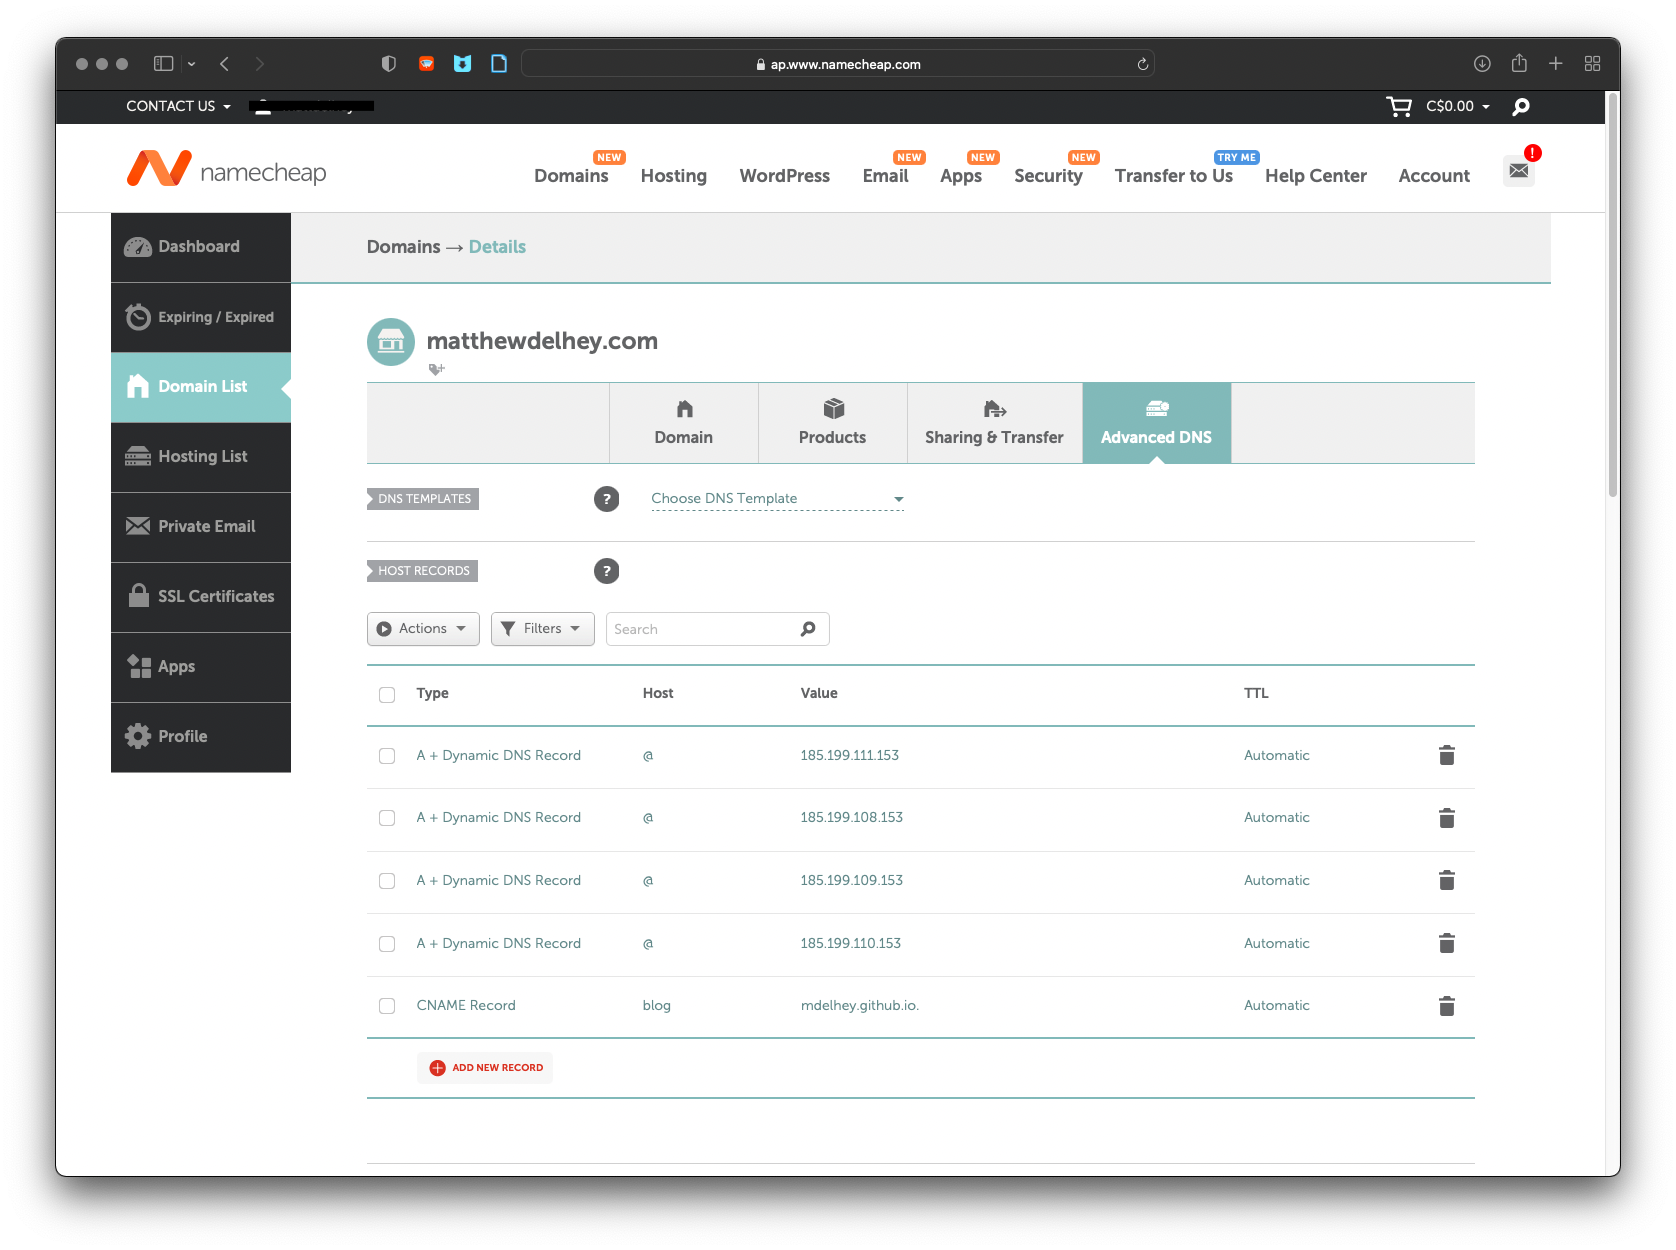 ap.www.namecheap.com
CONTACT US
C$0.00
namecheap
NEW NEW NEW NEW TRY ME !
Domains Hosting WordPress Email Apps Security Transfer to Us Help Center Account
Dashboard
Expiring / Expired
Domain List
Hosting List
Private Email
SSL Certificates
Apps
Profile
Domains → Details
matthewdelhey.com
Domain Products Sharing & Transfer Advanced DNS
DNS TEMPLATES ? Choose DNS Template
HOST RECORDS ?
Actions Filters Search
Type Host Value TTL
A + Dynamic DNS Record @ 185.199.111.153 Automatic
A + Dynamic DNS Record @ 185.199.108.153 Automatic
A + Dynamic DNS Record @ 185.199.109.153 Automatic
A + Dynamic DNS Record @ 185.199.110.153 Automatic
CNAME Record blog mdelhey.github.io. Automatic
ADD NEW RECORD